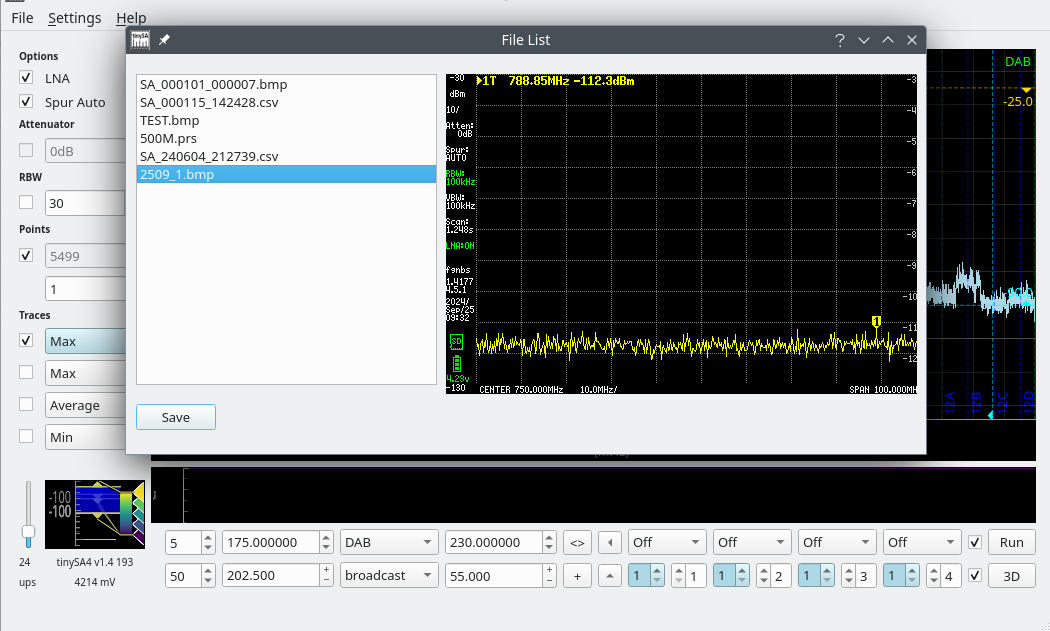 File Settings Help
tinySA
File List
Options
LNA
Spur Auto
Attenuator
0dB
RBW
30
Points
5499
1
Traces
Max
Max
Average
Min
SA_000101_000007.bmp
SA_000115_142428.csv
TEST.bmp
500M.prs
SA_240604_212739.csv
2509_1.bmp
Save
-30
dBm
10/
Atten:
0dB
Spur:
AUTO
RBW:
100kHz
VBW:
100kHz
Scan:
1.248s
LNA:ON
fgnbs
1.4177
4.5.1
2024/
Sep/25
09:32
SD
4.23v
-130
1T 788.85MHz -112.3dBm
-3
-4
-5
-6
-7
-8
-9
-10
-11
-12
1
CENTER 750.000MHz 10.0MHz/ SPAN 100.000MH
DAB
-25.0
12A 12B 12C 12D
-100
-100
24
ups
tinySA4 v1.4 193
4214 mV
5 175.000000 DAB 230.000000 <> Off Off Off Off Run
50 202.500 broadcast 55.000 + 1 1 1 2 1 3 1 4 3D